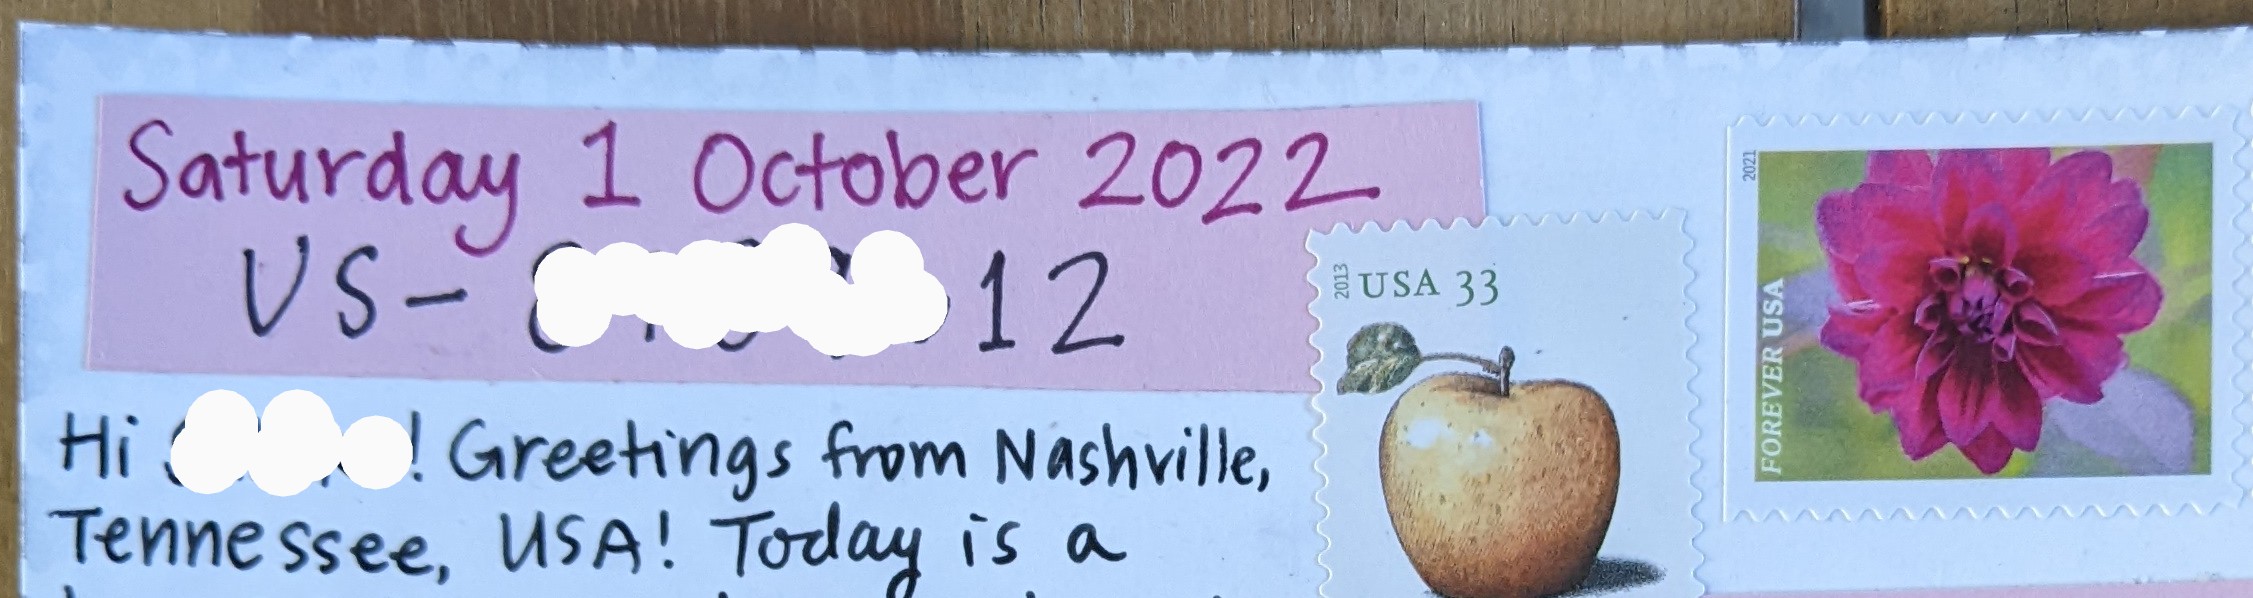 Saturday 1 October 2022
US- 12
2013 USA 33
2021
FOREVER USA
Hi ! Greetings from Nashville,
Tennessee, USA! Today is a